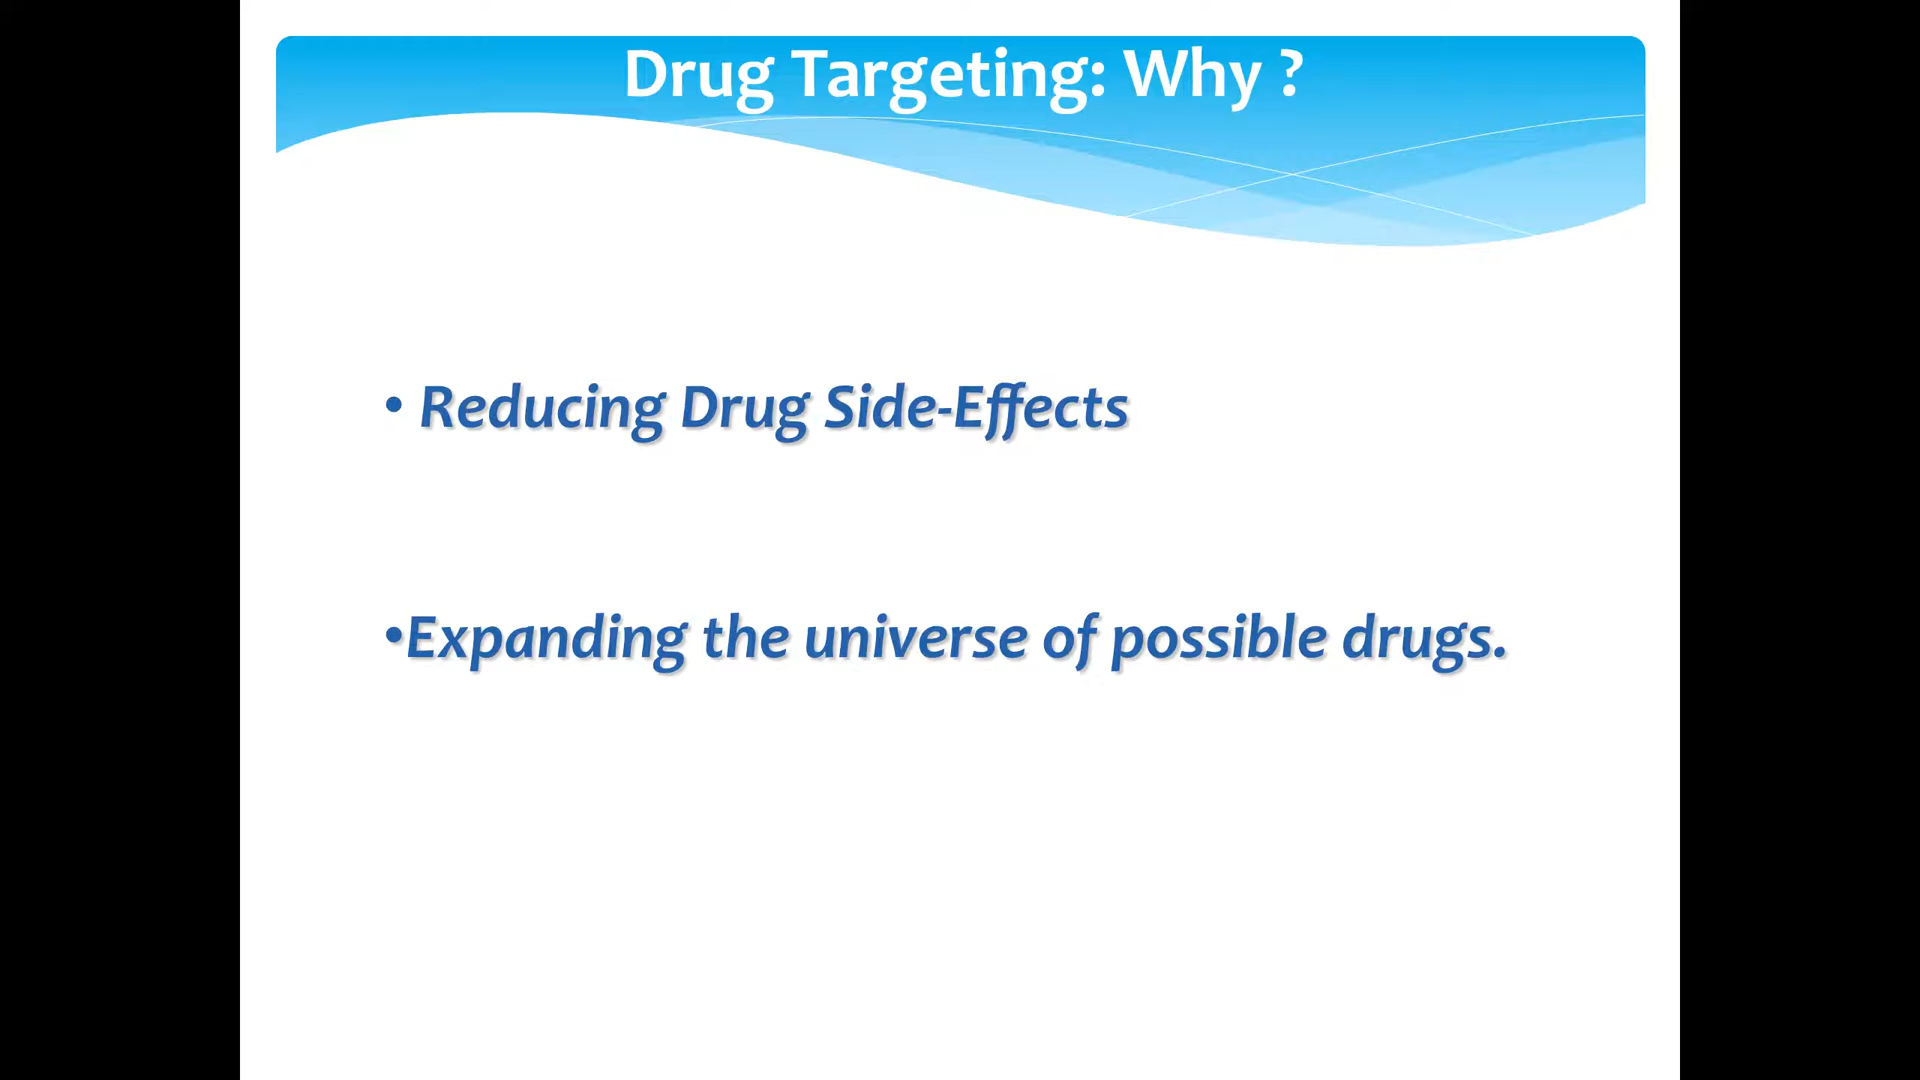 Drug Targeting: Why ?
• Reducing Drug Side-Effects
•Expanding the universe of possible drugs.